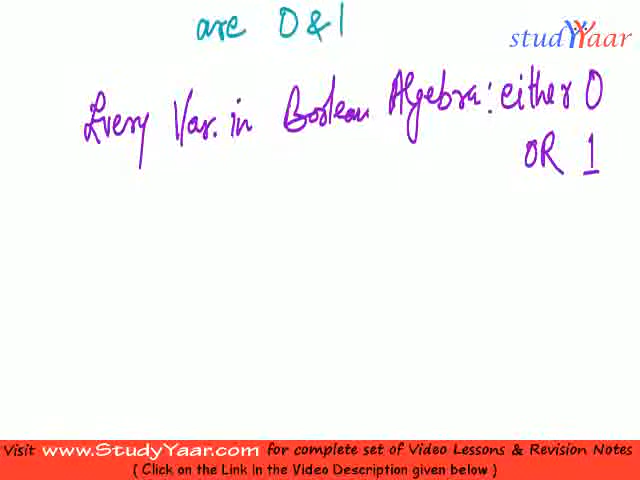 are 0 & 1
studYYaar
Every Var. in Boolean Algebra: either 0
OR 1
Visit www.StudyYaar.com for complete set of Video Lessons & Revision Notes
( Click on the Link in the Video Description given below )